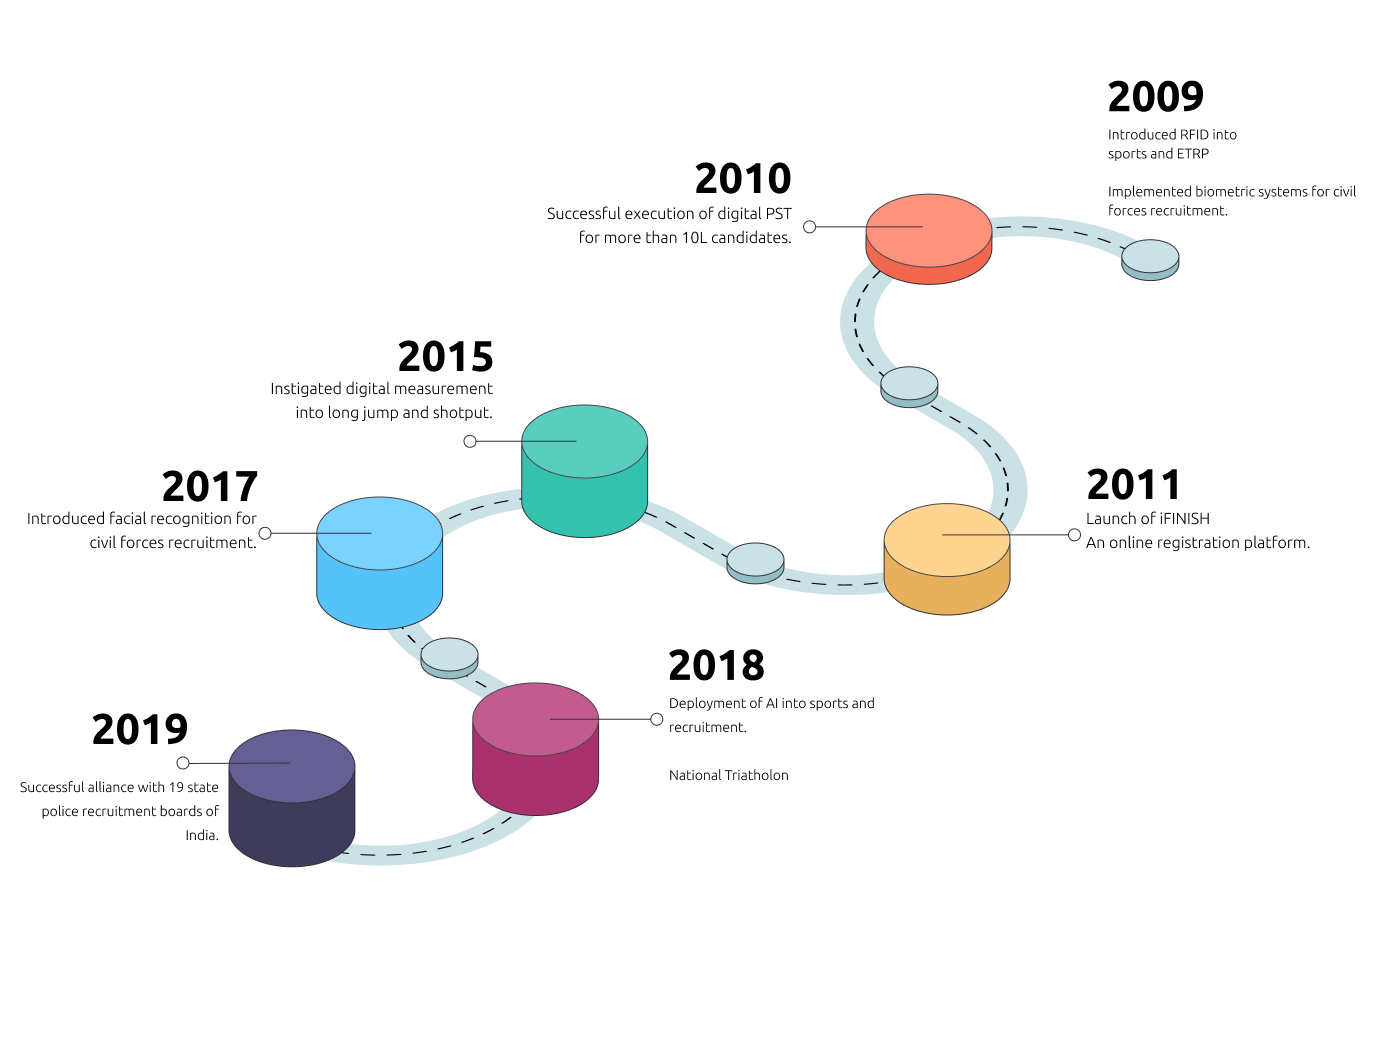 2009
Introduced RFID into
sports and ETRP
Implemented biometric systems for civil
forces recruitment.
2010
Successful execution of digital PST
for more than 10L candidates.
2011
Launch of iFINISH
An online registration platform.
2015
Instigated digital measurement
into long jump and shotput.
2017
Introduced facial recognition for
civil forces recruitment.
2018
Deployment of AI into sports and
recruitment.
National Triatholon
2019
Successful alliance with 19 state
police recruitment boards of
India.